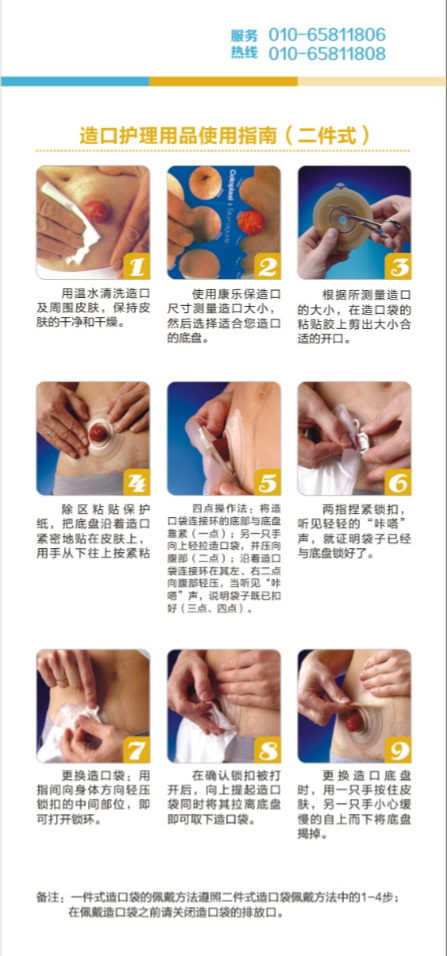 服务 010-65811806
热线 010-65811808
造口护理用品使用指南（二件式）
Coloplast
1
2
3
用温水清洗造口
及周围皮肤，保持皮
肤的干净和干燥。
使用康乐保造口
尺寸测量造口大小，
然后选择适合您造口
的底盘。
根据所测量造口
的大小，在造口袋的
粘贴胶上剪出大小合
适的开口。
4
5
6
除区粘贴保护
纸，把底盘沿着造口
紧密地贴在皮肤上，
用手从下往上按紧粘
四点操作法：将造
口袋连接环的底部与底盘
靠紧（一点）；另一只手
向上轻拉造口袋，并压向
腹部（二点）；沿着造口
袋连接环在其左、右二点
向腹部轻压，当听见“咔
嗒”声，说明袋子既已扣
好（三点、四点）。
两指捏紧锁扣，
听见轻轻的“咔嗒”
声，就证明袋子已经
与底盘锁好了。
7
8
9
更换造口袋：用
指间向身体方向轻压
锁扣的中间部位，即
可打开锁环。
在确认锁扣被打
开后，向上提起造口
袋同时将其拉离底盘
即可取下造口袋。
更换造口底盘
时，用一只手按住皮
肤，另一只手小心缓
慢的自上而下将底盘
揭掉。
备注：一件式造口袋的佩戴方法遵照二件式造口袋佩戴方法中的1-4步；
在佩戴造口袋之前请关闭造口袋的排放口。